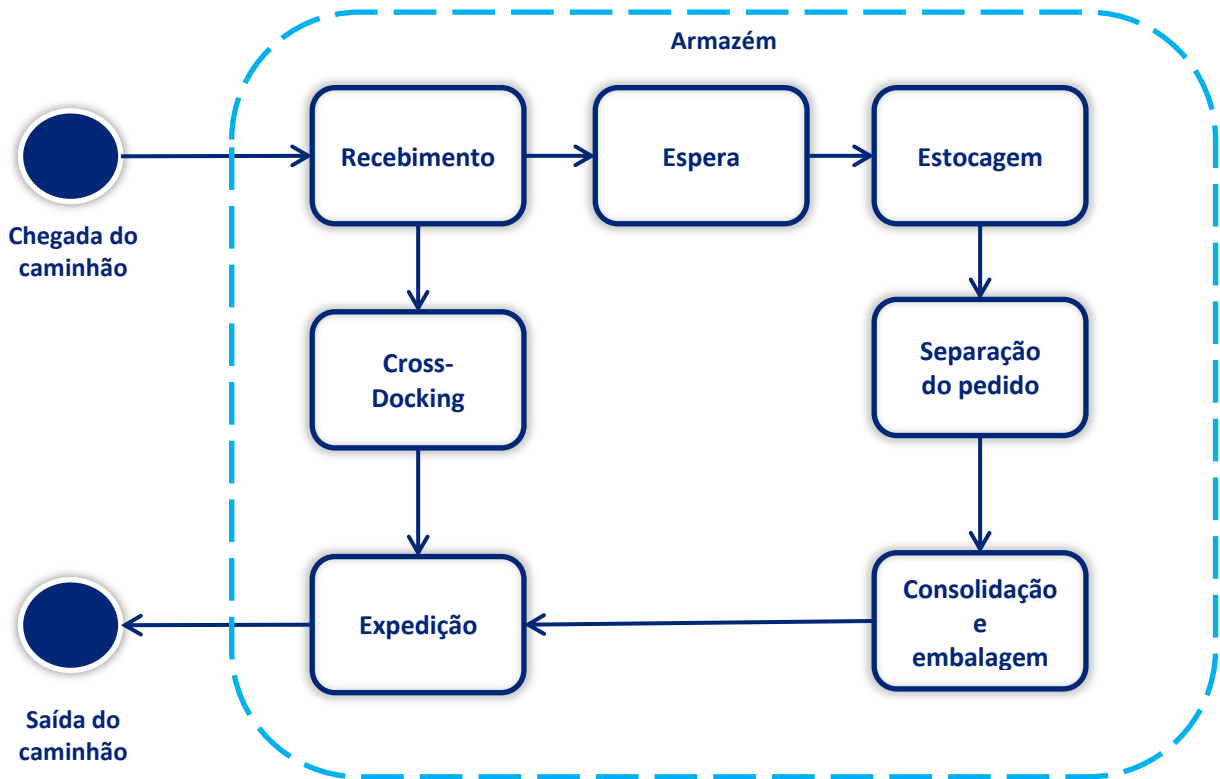 Armazém
Recebimento
Espera
Estocagem
Chegada do
caminhão
Cross-
Docking
Separação
do pedido
Expedição
Consolidação
e
embalagem
Saída do
caminhão